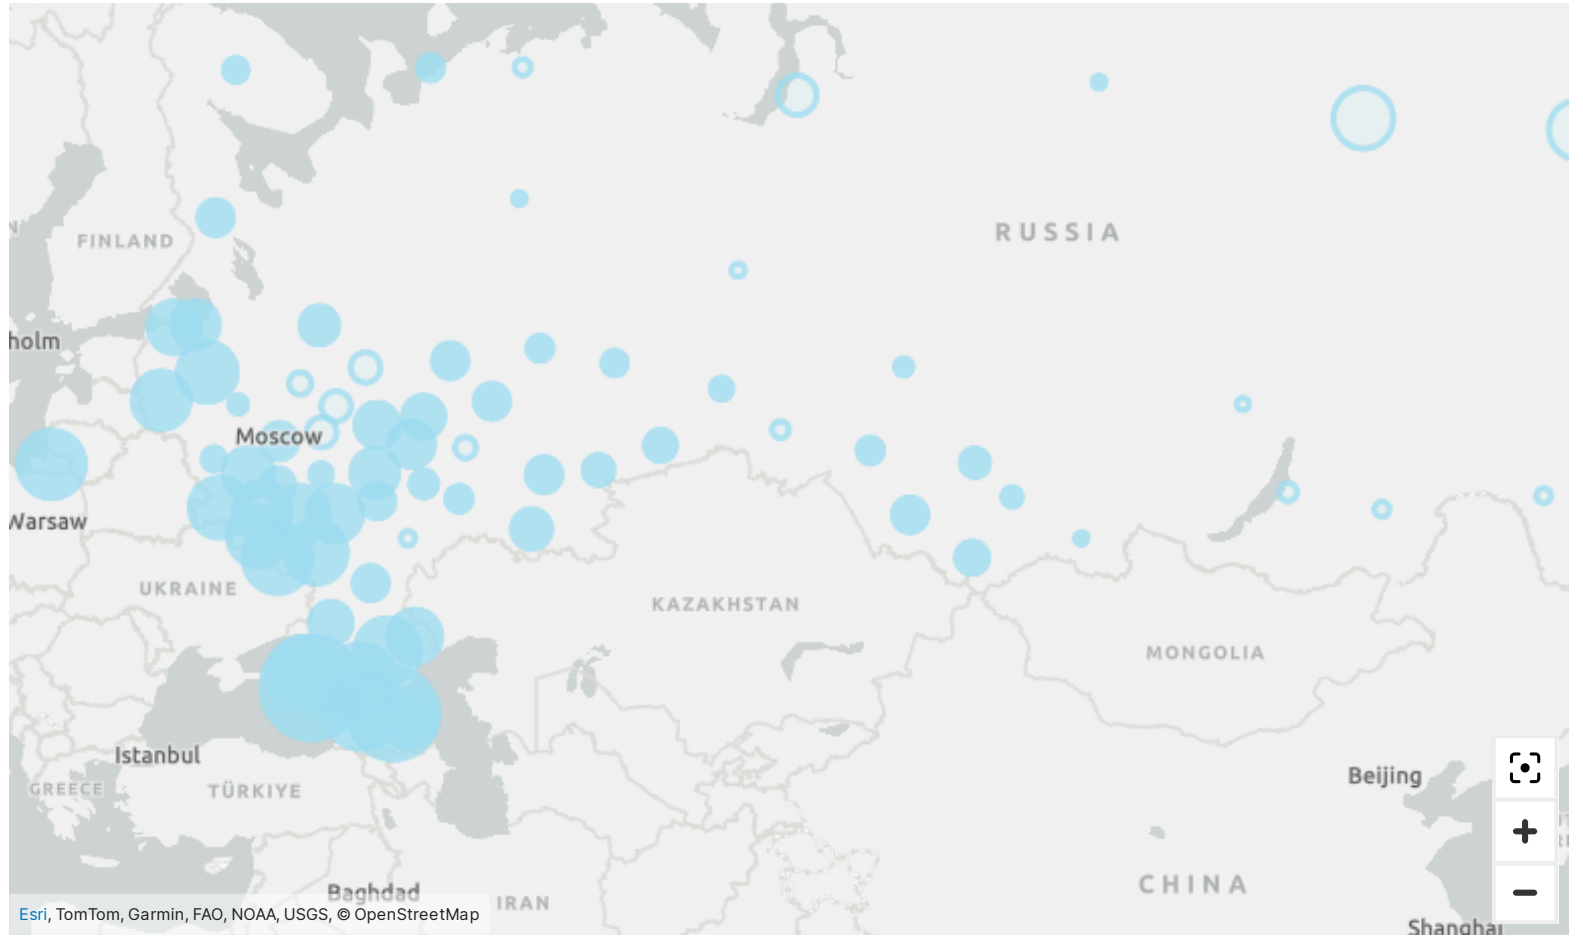 RUSSIA
FINLAND
holm
Moscow
Warsaw
UKRAINE
KAZAKHSTAN
MONGOLIA
Istanbul
GREECE
TÜRKIYE
Beijing
CHINA
Baghdad
IRAN
Esri, TomTom, Garmin, FAO, NOAA, USGS, © OpenStreetMap
Shanghai